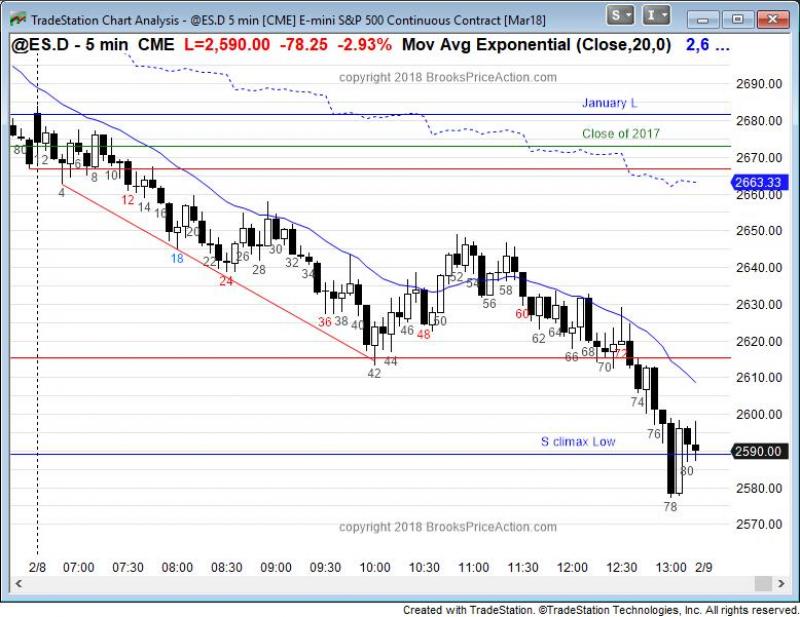 TradeStation Chart Analysis - @ES.D 5 min [CME] E-mini S&P 500 Continuous Contract [Mar18]
S I
@ES.D - 5 min CME L=2,590.00 -78.25 -2.93% Mov Avg Exponential (Close,20,0) 2,6 ...
copyright 2018 BrooksPriceAction.com
2690.00
January L
2680.00
Close of 2017
2670.00
2663.33
2660.00
2650.00
2640.00
2630.00
2620.00
2610.00
2600.00
S climax Low
2590.00
2580.00
2570.00
80 2 4 6 8 10 12 14 16 18 20 22 24 26 28 30 32 34 36 38 40 42 44 46 48 50 52 54 56 58 60 62 64 66 68 70 72 74 76 78 80
copyright 2018 BrooksPriceAction.com
2/8 07:00 07:30 08:00 08:30 09:00 09:30 10:00 10:30 11:00 11:30 12:00 12:30 13:00 2/9
Created with TradeStation. ©TradeStation Technologies, Inc. All rights reserved.